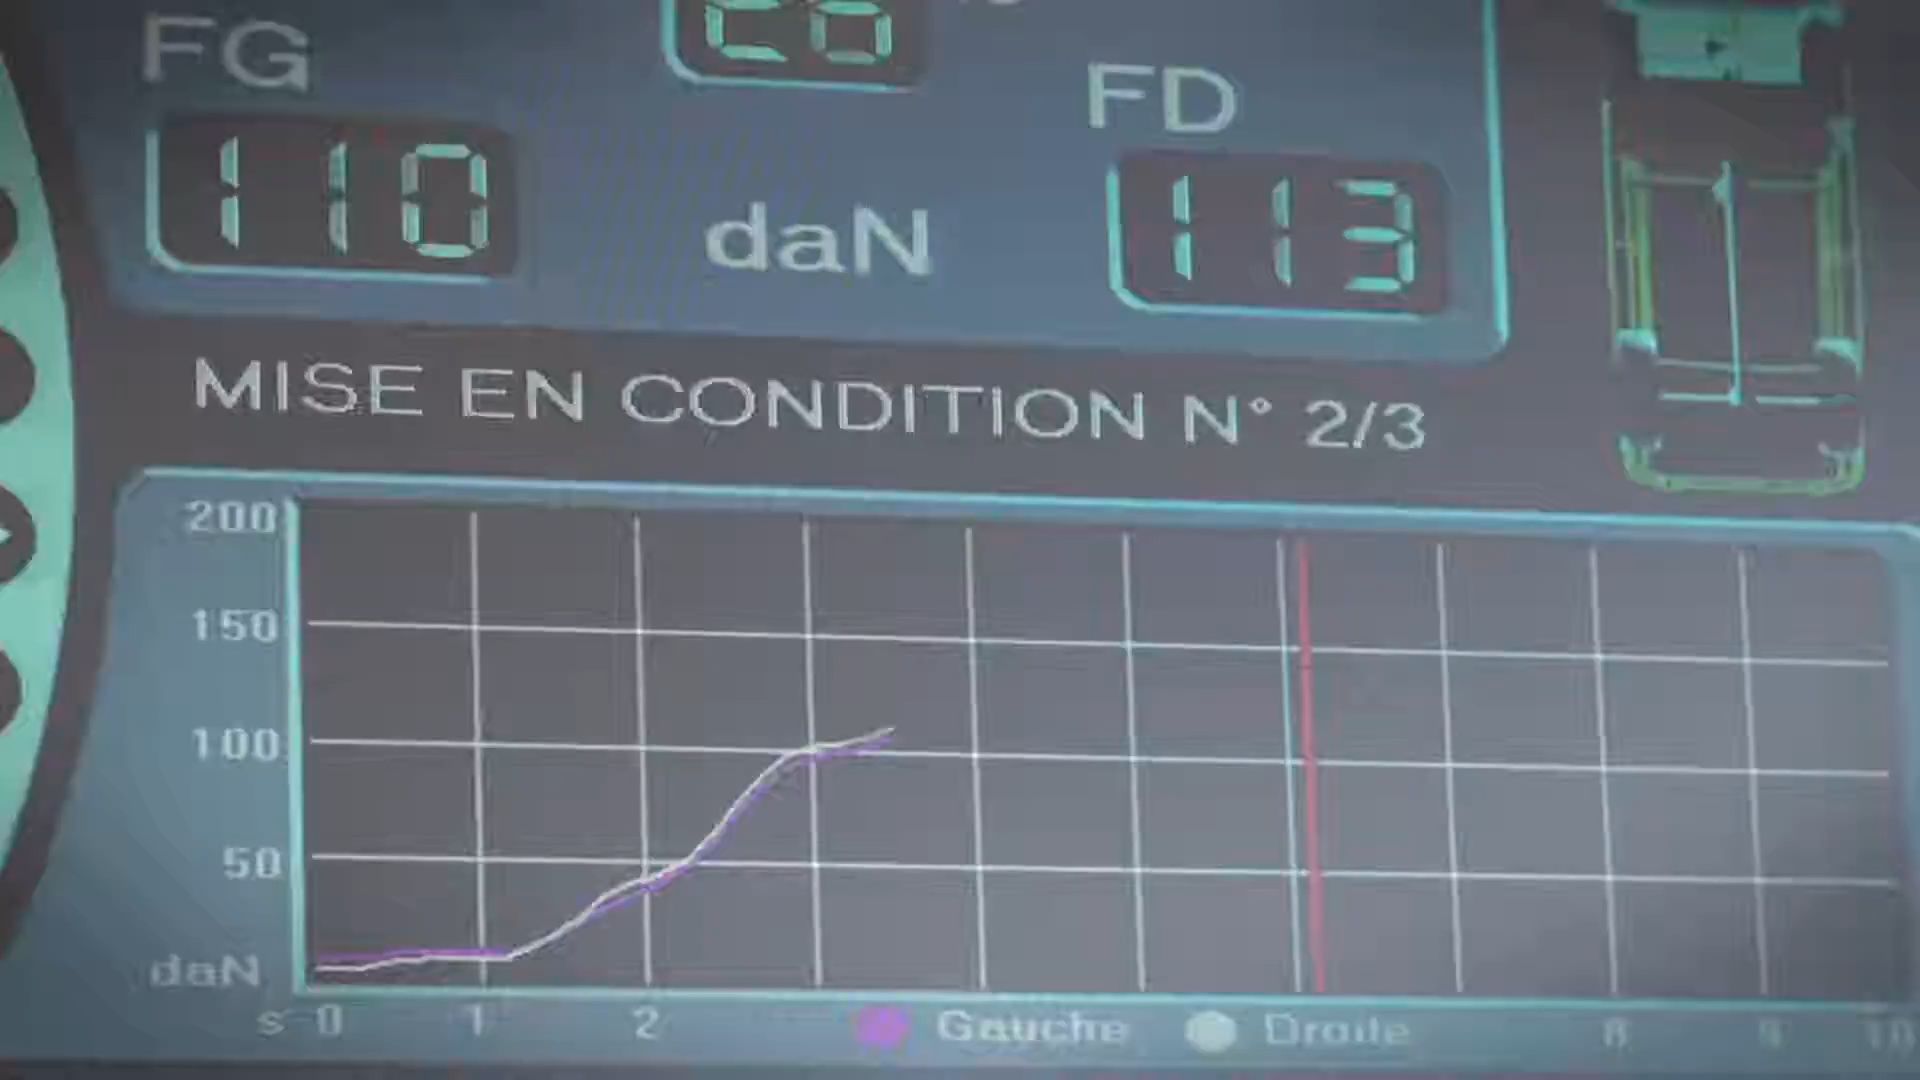 FG
FD
110
daN
113
MISE EN CONDITION N° 2/3
200
150
100
50
daN
s 0 1 2 Gauche Droite 8 9 10